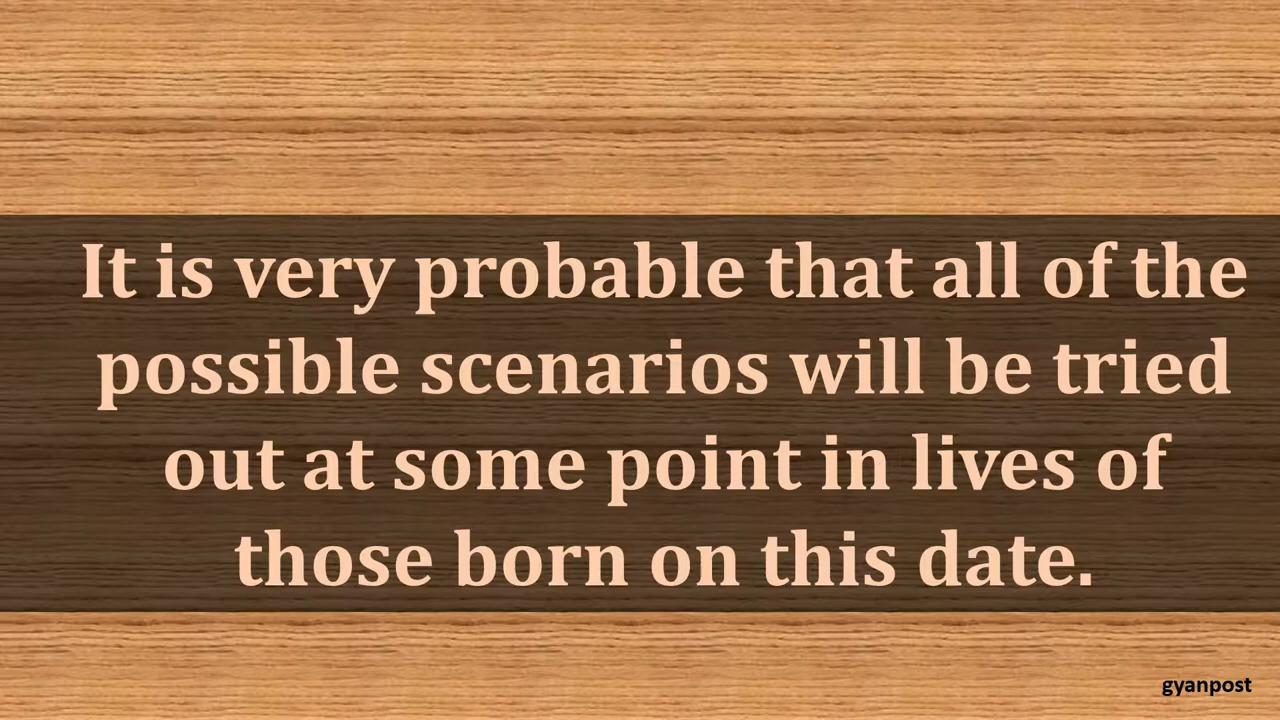 It is very probable that all of the
possible scenarios will be tried
out at some point in lives of
those born on this date.
gyanpost